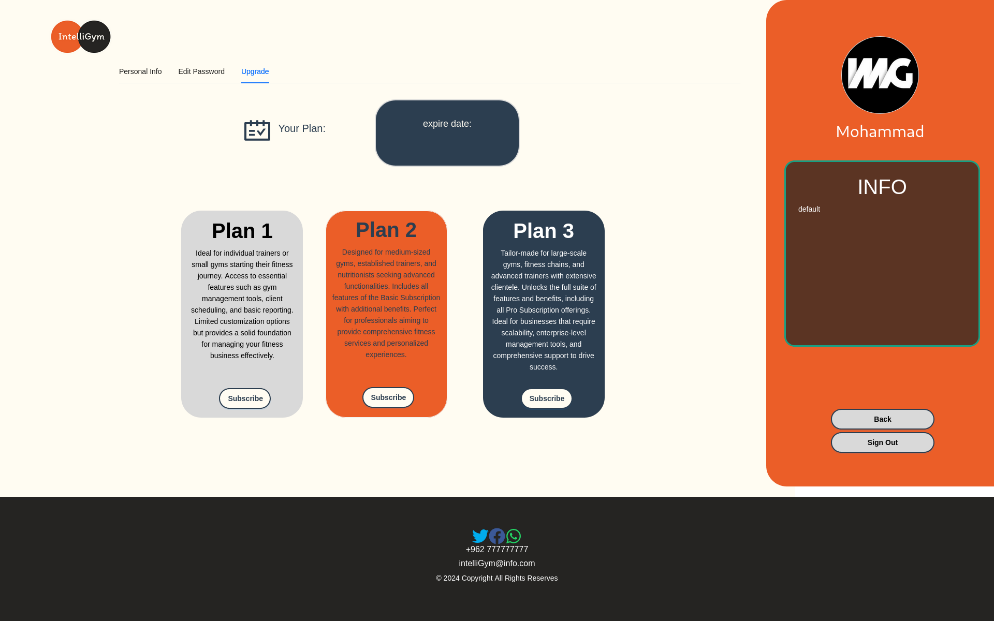 IntelliGym
Personal Info
Edit Password
Upgrade
Your Plan:
expire date:
Plan 1
Ideal for individual trainers or
small gyms starting their fitness
journey. Access to essential
features such as gym
management tools, client
scheduling, and basic reporting.
Limited customization options
but provides a solid foundation
for managing your fitness
business effectively.
Subscribe
Plan 2
Designed for medium-sized
gyms, established trainers, and
nutritionists seeking advanced
functionalities. Includes all
features of the Basic Subscription
with additional benefits. Perfect
for professionals aiming to
provide comprehensive fitness
services and personalized
experiences.
Subscribe
Plan 3
Tailor-made for large-scale
gyms, fitness chains, and
advanced trainers with extensive
clientele. Unlocks the full suite of
features and benefits, including
all Pro Subscription offerings.
Ideal for businesses that require
scalability, enterprise-level
management tools, and
comprehensive support to drive
success.
Subscribe
MG
Mohammad
INFO
default
Back
Sign Out
+962 777777777
intelliGym@info.com
© 2024 Copyright All Rights Reserves